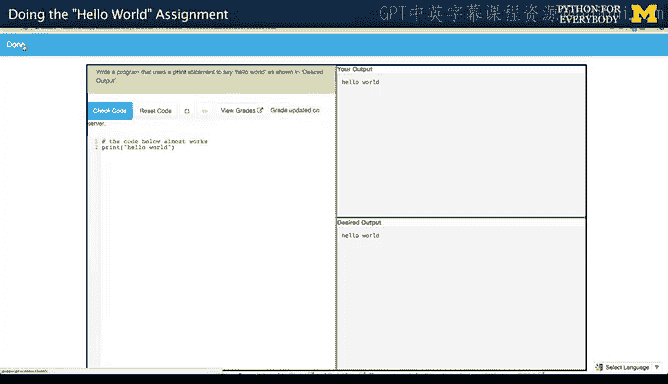 Doing the "Hello World" Assignment
GPT中英字幕课程资源
PYTHON FOR
EVERYBODY
M
Done
Write a program that uses a print statement to say 'hello world' as shown in 'Desired
Output'
Check Code
Reset Code
View Grades
Grade updated on
server.
1 # the code below almost works
2 print("hello world")
Your Output
hello world
Desired Output
hello world
Select Language